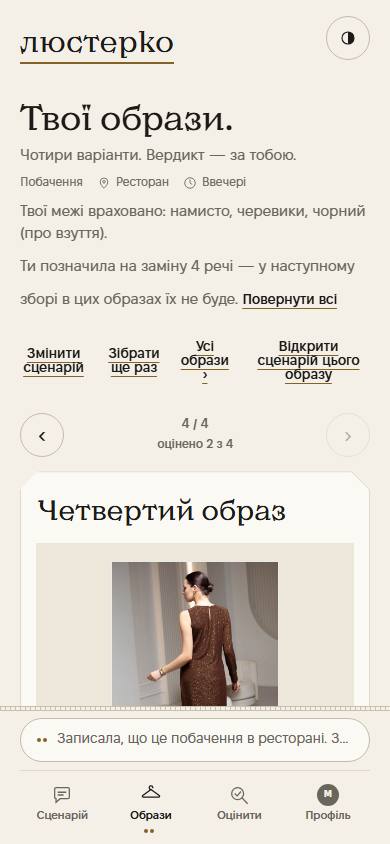 люстерко
Твої образи.
Чотири варіанти. Вердикт — за тобою.
Побачення Ресторан Ввечері
Твої межі враховано: намисто, черевики, чорний
(про взуття).
Ти позначила на заміну 4 речі — у наступному
зборі в цих образах їх не буде. Повернути всі
Змінити
сценарій
Зібрати
ще раз
Усі
образи
›
Відкрити
сценарій цього
образу
‹
4 / 4
оцінено 2 з 4
›
Четвертий образ
Записала, що це побачення в ресторані. З...
Сценарій
Образи
Оцінити
М
Профіль